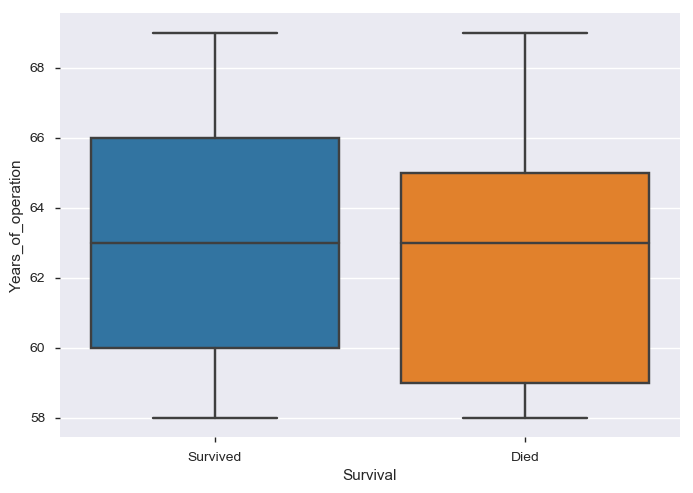 68
66
64
62
60
58
Years_of_operation
Survived
Died
Survival